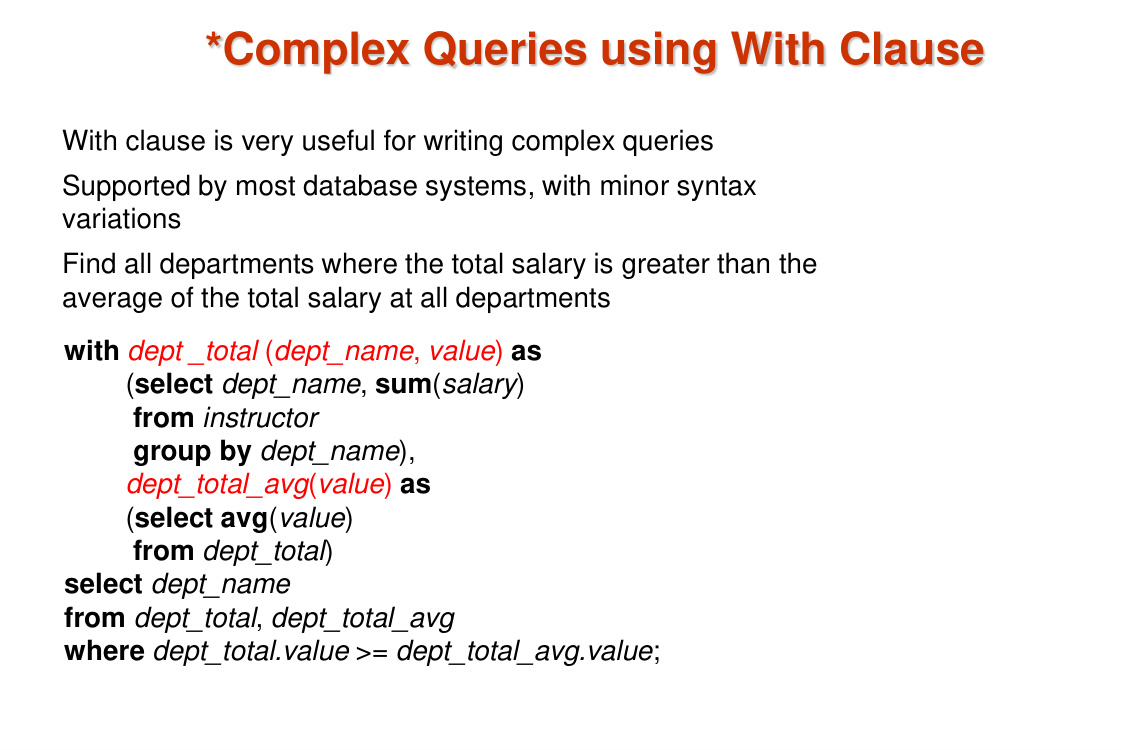 *Complex Queries using With Clause
With clause is very useful for writing complex queries
Supported by most database systems, with minor syntax
variations
Find all departments where the total salary is greater than the
average of the total salary at all departments
with dept _total (dept_name, value) as
(select dept_name, sum(salary)
from instructor
group by dept_name),
dept_total_avg(value) as
(select avg(value)
from dept_total)
select dept_name
from dept_total, dept_total_avg
where dept_total.value >= dept_total_avg.value;